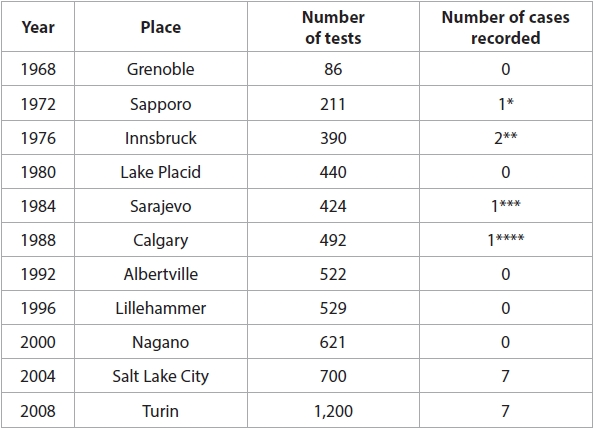 Year Place Number of tests Number of cases recorded
1968 Grenoble 86 0
1972 Sapporo 211 1*
1976 Innsbruck 390 2**
1980 Lake Placid 440 0
1984 Sarajevo 424 1***
1988 Calgary 492 1****
1992 Albertville 522 0
1996 Lillehammer 529 0
2000 Nagano 621 0
2004 Salt Lake City 700 7
2008 Turin 1,200 7